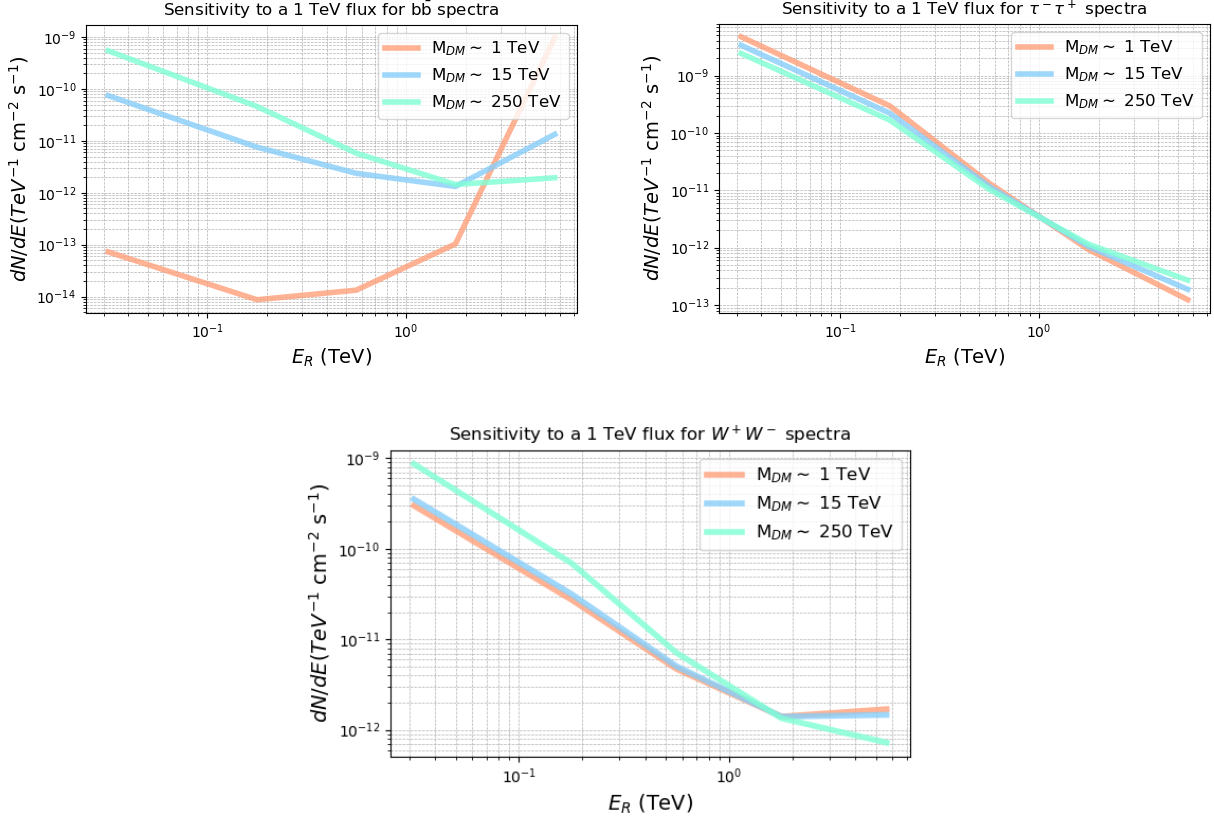 Sensitivity to a 1 TeV flux for bb̄ spectra
dN/dE(TeV⁻¹ cm⁻² s⁻¹)
10⁻⁹
10⁻¹⁰
10⁻¹¹
10⁻¹²
10⁻¹³
10⁻¹⁴
M_DM ~ 1 TeV
M_DM ~ 15 TeV
M_DM ~ 250 TeV
10⁻¹ 10⁰
E_R (TeV)
Sensitivity to a 1 TeV flux for τ⁻τ⁺ spectra
dN/dE(TeV⁻¹ cm⁻² s⁻¹)
10⁻⁹
10⁻¹⁰
10⁻¹¹
10⁻¹²
10⁻¹³
M_DM ~ 1 TeV
M_DM ~ 15 TeV
M_DM ~ 250 TeV
10⁻¹ 10⁰
E_R (TeV)
Sensitivity to a 1 TeV flux for W⁺W⁻ spectra
dN/dE(TeV⁻¹ cm⁻² s⁻¹)
10⁻⁹
10⁻¹⁰
10⁻¹¹
10⁻¹²
M_DM ~ 1 TeV
M_DM ~ 15 TeV
M_DM ~ 250 TeV
10⁻¹ 10⁰
E_R (TeV)